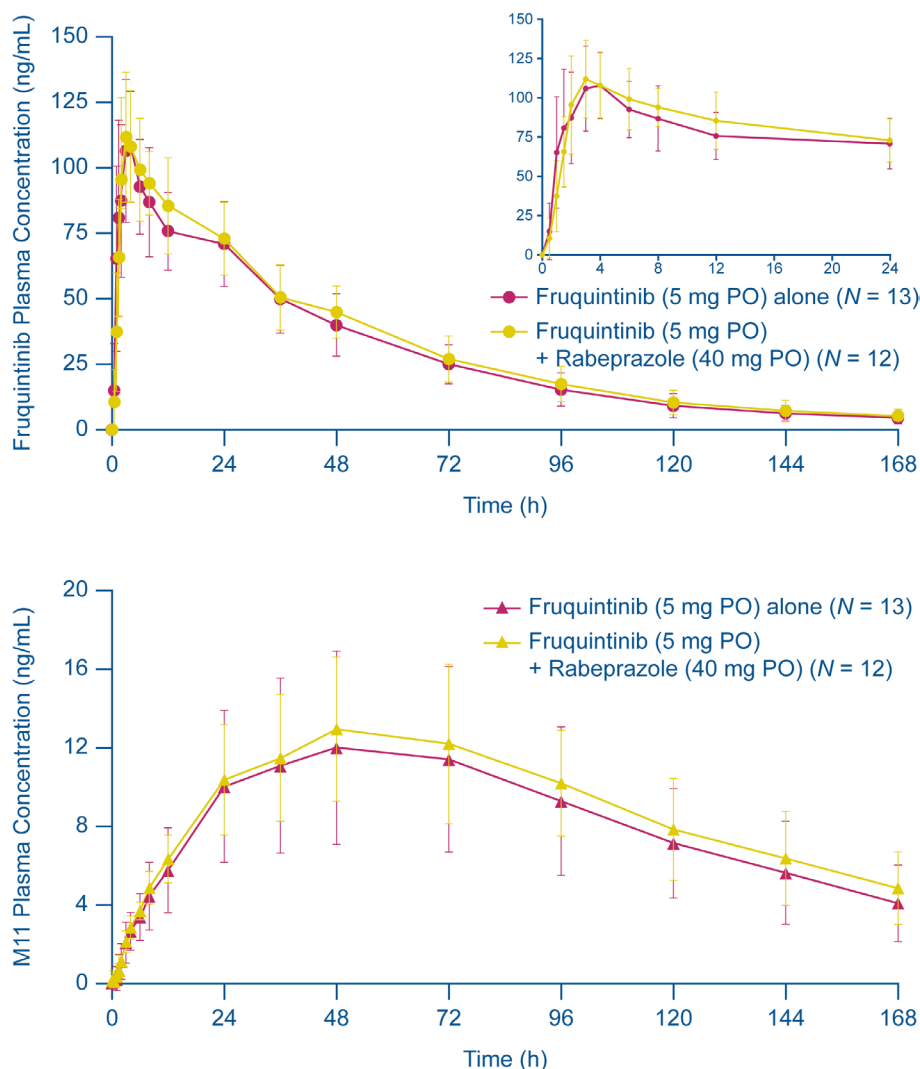 Fruquintinib Plasma Concentration (ng/mL)
150
125
100
75
50
25
0
0 24 48 72 96 120 144 168
Time (h)
150
125
100
75
50
25
0
0 4 8 12 16 20 24
Fruquintinib (5 mg PO) alone (N = 13)
Fruquintinib (5 mg PO)
+ Rabeprazole (40 mg PO) (N = 12)
M11 Plasma Concentration (ng/mL)
20
16
12
8
4
0
0 24 48 72 96 120 144 168
Time (h)
Fruquintinib (5 mg PO) alone (N = 13)
Fruquintinib (5 mg PO)
+ Rabeprazole (40 mg PO) (N = 12)